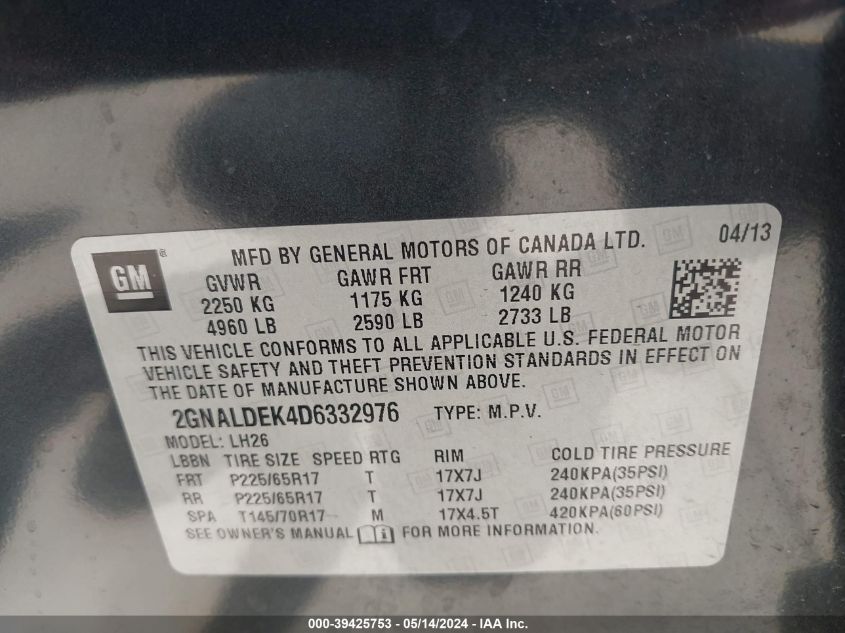 GM ®
MFD BY GENERAL MOTORS OF CANADA LTD. 04/13
GVWR GAWR FRT GAWR RR
2250 KG 1175 KG 1240 KG
4960 LB 2590 LB 2733 LB
THIS VEHICLE CONFORMS TO ALL APPLICABLE U.S. FEDERAL MOTOR
VEHICLE SAFETY AND THEFT PREVENTION STANDARDS IN EFFECT ON
THE DATE OF MANUFACTURE SHOWN ABOVE.
2GNALDEK4D6332976 TYPE: M.P.V.
MODEL: LH26
LBBN TIRE SIZE SPEED RTG RIM COLD TIRE PRESSURE
FRT P225/65R17 T 17X7J 240KPA(35PSI)
RR P225/65R17 T 17X7J 240KPA(35PSI)
SPA T145/70R17 M 17X4.5T 420KPA(60PSI)
SEE OWNER'S MANUAL FOR MORE INFORMATION.
000-39425753 / 05/14/2024 - IAA Inc.